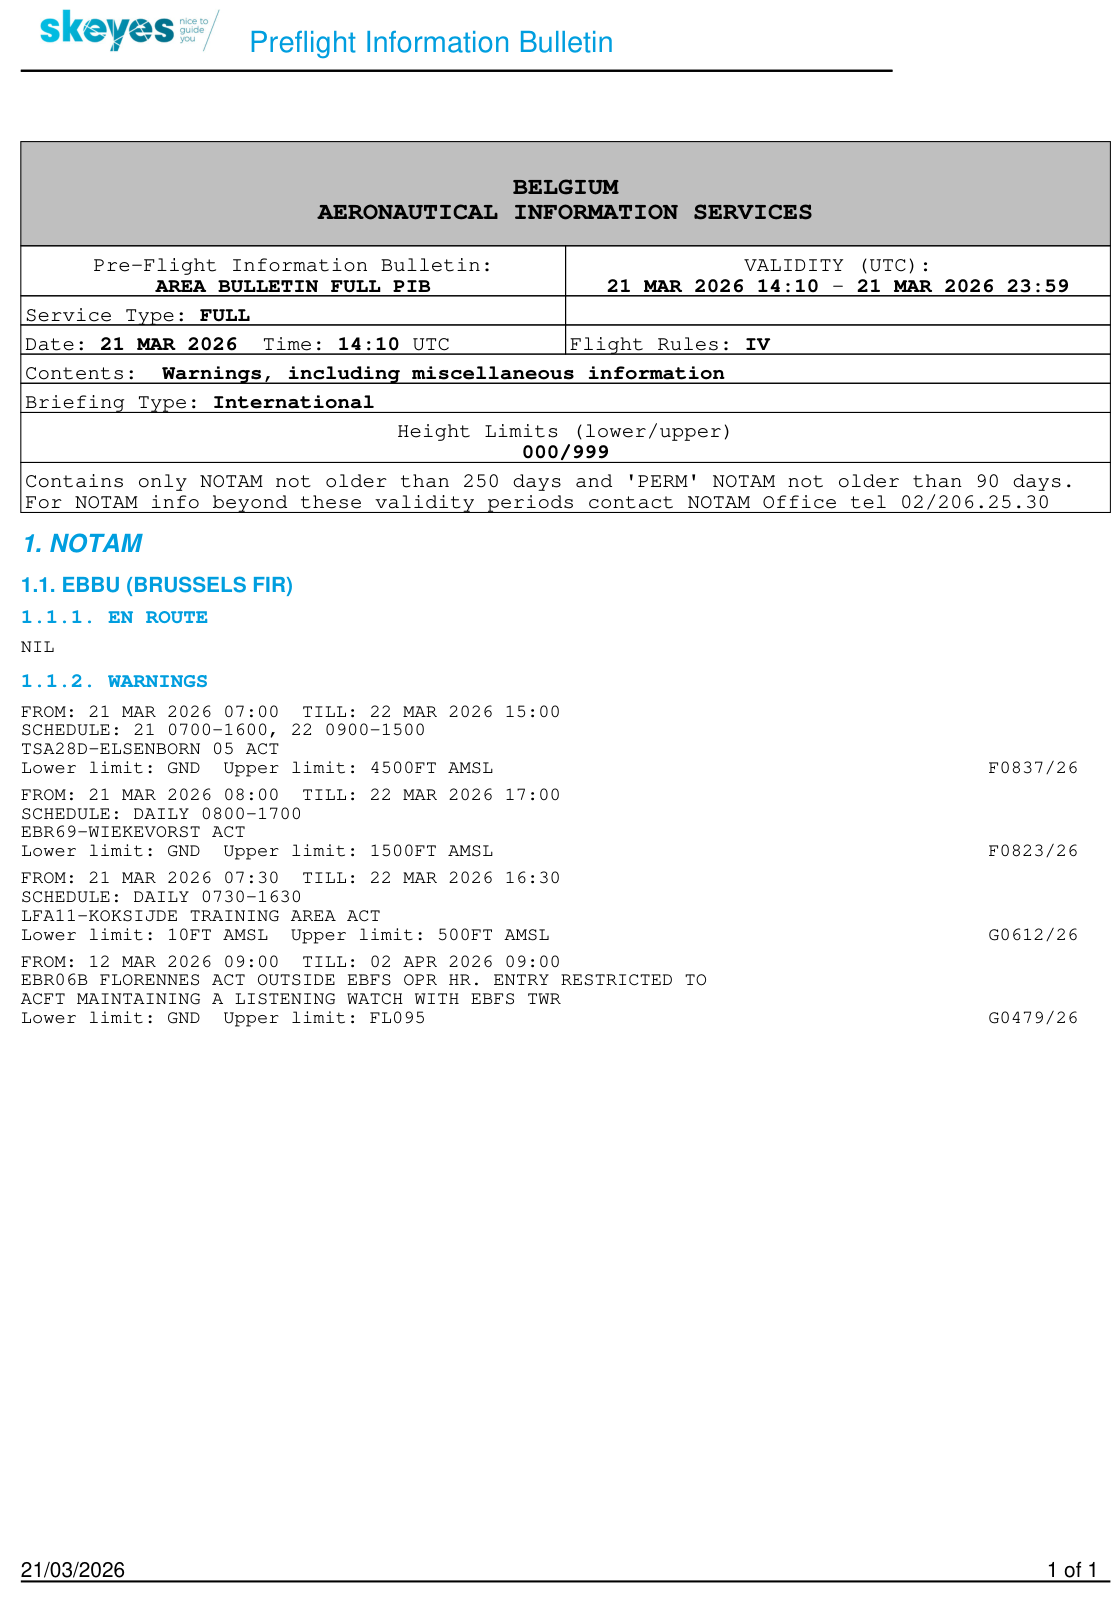 skeyes nice to
guide
you
Preflight Information Bulletin
BELGIUM
AERONAUTICAL INFORMATION SERVICES
Pre-Flight Information Bulletin:
AREA BULLETIN FULL PIB
VALIDITY (UTC):
21 MAR 2026 14:10 - 21 MAR 2026 23:59
Service Type: FULL
Date: 21 MAR 2026  Time: 14:10 UTC
Flight Rules: IV
Contents:  Warnings, including miscellaneous information
Briefing Type: International
Height Limits (lower/upper)
000/999
Contains only NOTAM not older than 250 days and 'PERM' NOTAM not older than 90 days.
For NOTAM info beyond these validity periods contact NOTAM Office tel 02/206.25.30
1. NOTAM
1.1. EBBU (BRUSSELS FIR)
1.1.1. EN ROUTE
NIL
1.1.2. WARNINGS
FROM: 21 MAR 2026 07:00  TILL: 22 MAR 2026 15:00
SCHEDULE: 21 0700-1600, 22 0900-1500
TSA28D-ELSENBORN 05 ACT
Lower limit: GND  Upper limit: 4500FT AMSL F0837/26
FROM: 21 MAR 2026 08:00  TILL: 22 MAR 2026 17:00
SCHEDULE: DAILY 0800-1700
EBR69-WIEKEVORST ACT
Lower limit: GND  Upper limit: 1500FT AMSL F0823/26
FROM: 21 MAR 2026 07:30  TILL: 22 MAR 2026 16:30
SCHEDULE: DAILY 0730-1630
LFA11-KOKSIJDE TRAINING AREA ACT
Lower limit: 10FT AMSL  Upper limit: 500FT AMSL G0612/26
FROM: 12 MAR 2026 09:00  TILL: 02 APR 2026 09:00
EBR06B FLORENNES ACT OUTSIDE EBFS OPR HR. ENTRY RESTRICTED TO
ACFT MAINTAINING A LISTENING WATCH WITH EBFS TWR
Lower limit: GND  Upper limit: FL095 G0479/26
21/03/2026 1 of 1